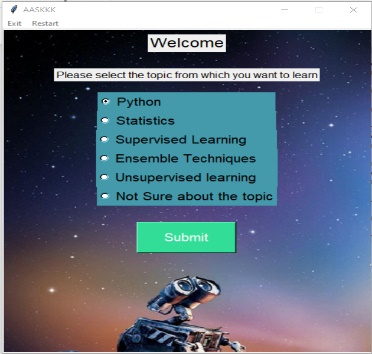 AASKKK
Exit Restart
Welcome
Please select the topic from which you want to learn
Python
Statistics
Supervised Learning
Ensemble Techniques
Unsupervised learning
Not Sure about the topic
Submit